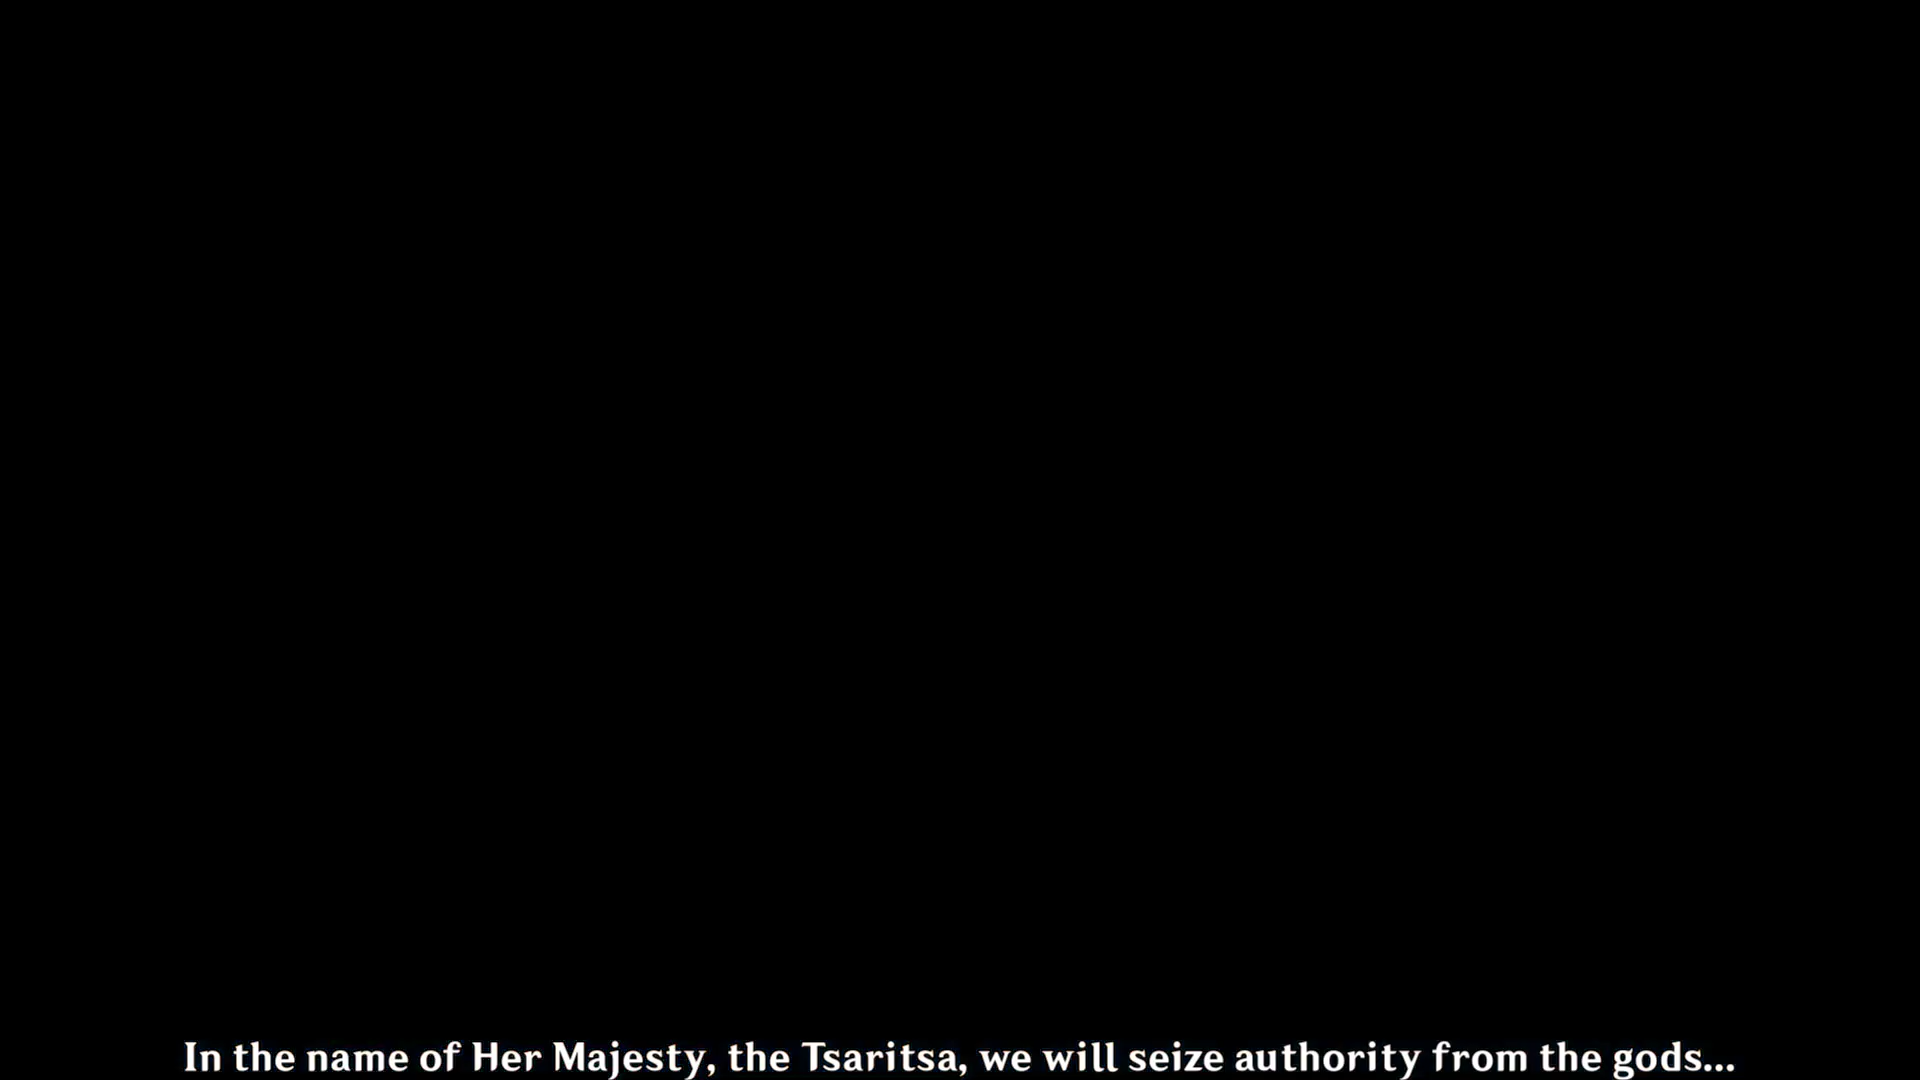 In the name of Her Majesty, the Tsaritsa, we will seize authority from the gods...